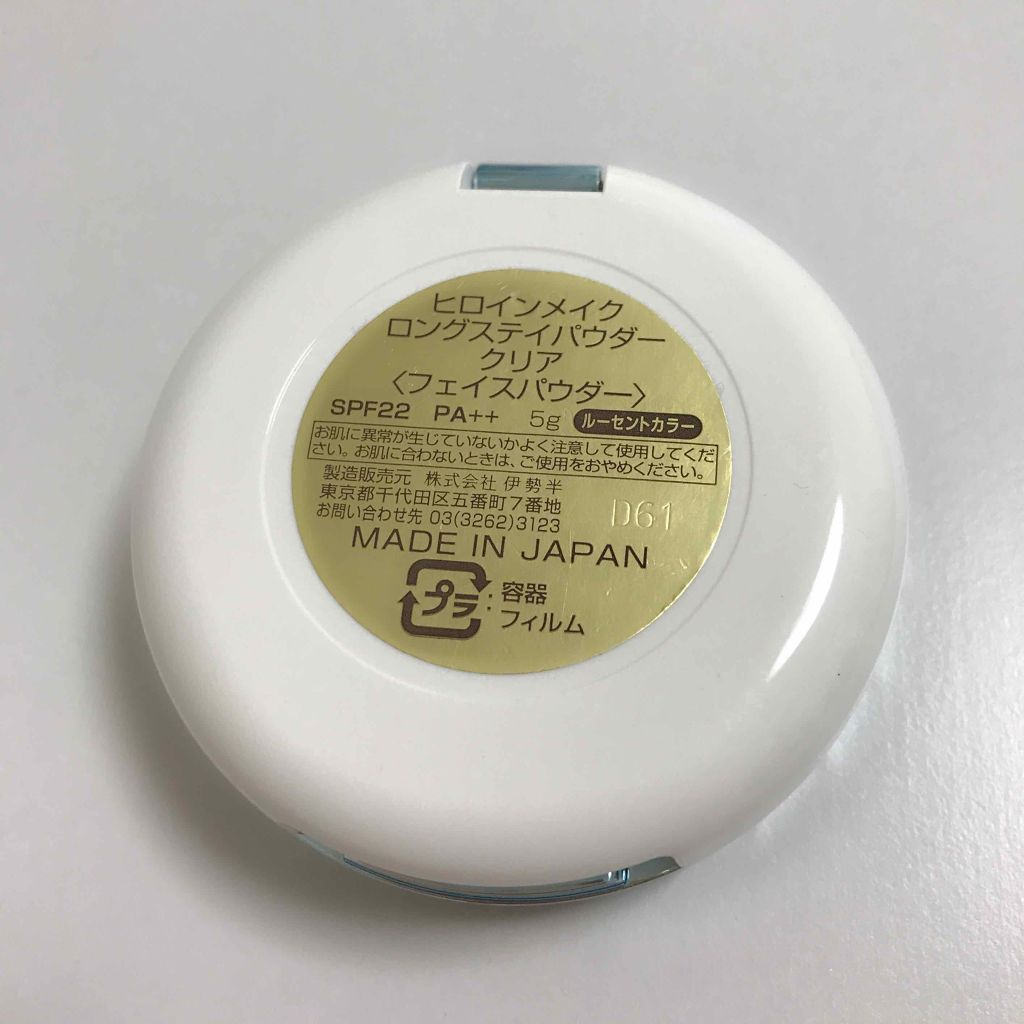 ヒロインメイク
ロングステイパウダー
クリア
〈フェイスパウダー〉
SPF22 PA++ 5g ルーセントカラー
お肌に異常が生じていないかよく注意して使用してくだ
さい。お肌に合わないときは、ご使用をおやめください。
製造販売元 株式会社 伊勢半
東京都千代田区五番町7番地
お問い合わせ先 03(3262)3123
D61
MADE IN JAPAN
プラ : 容器
: フィルム